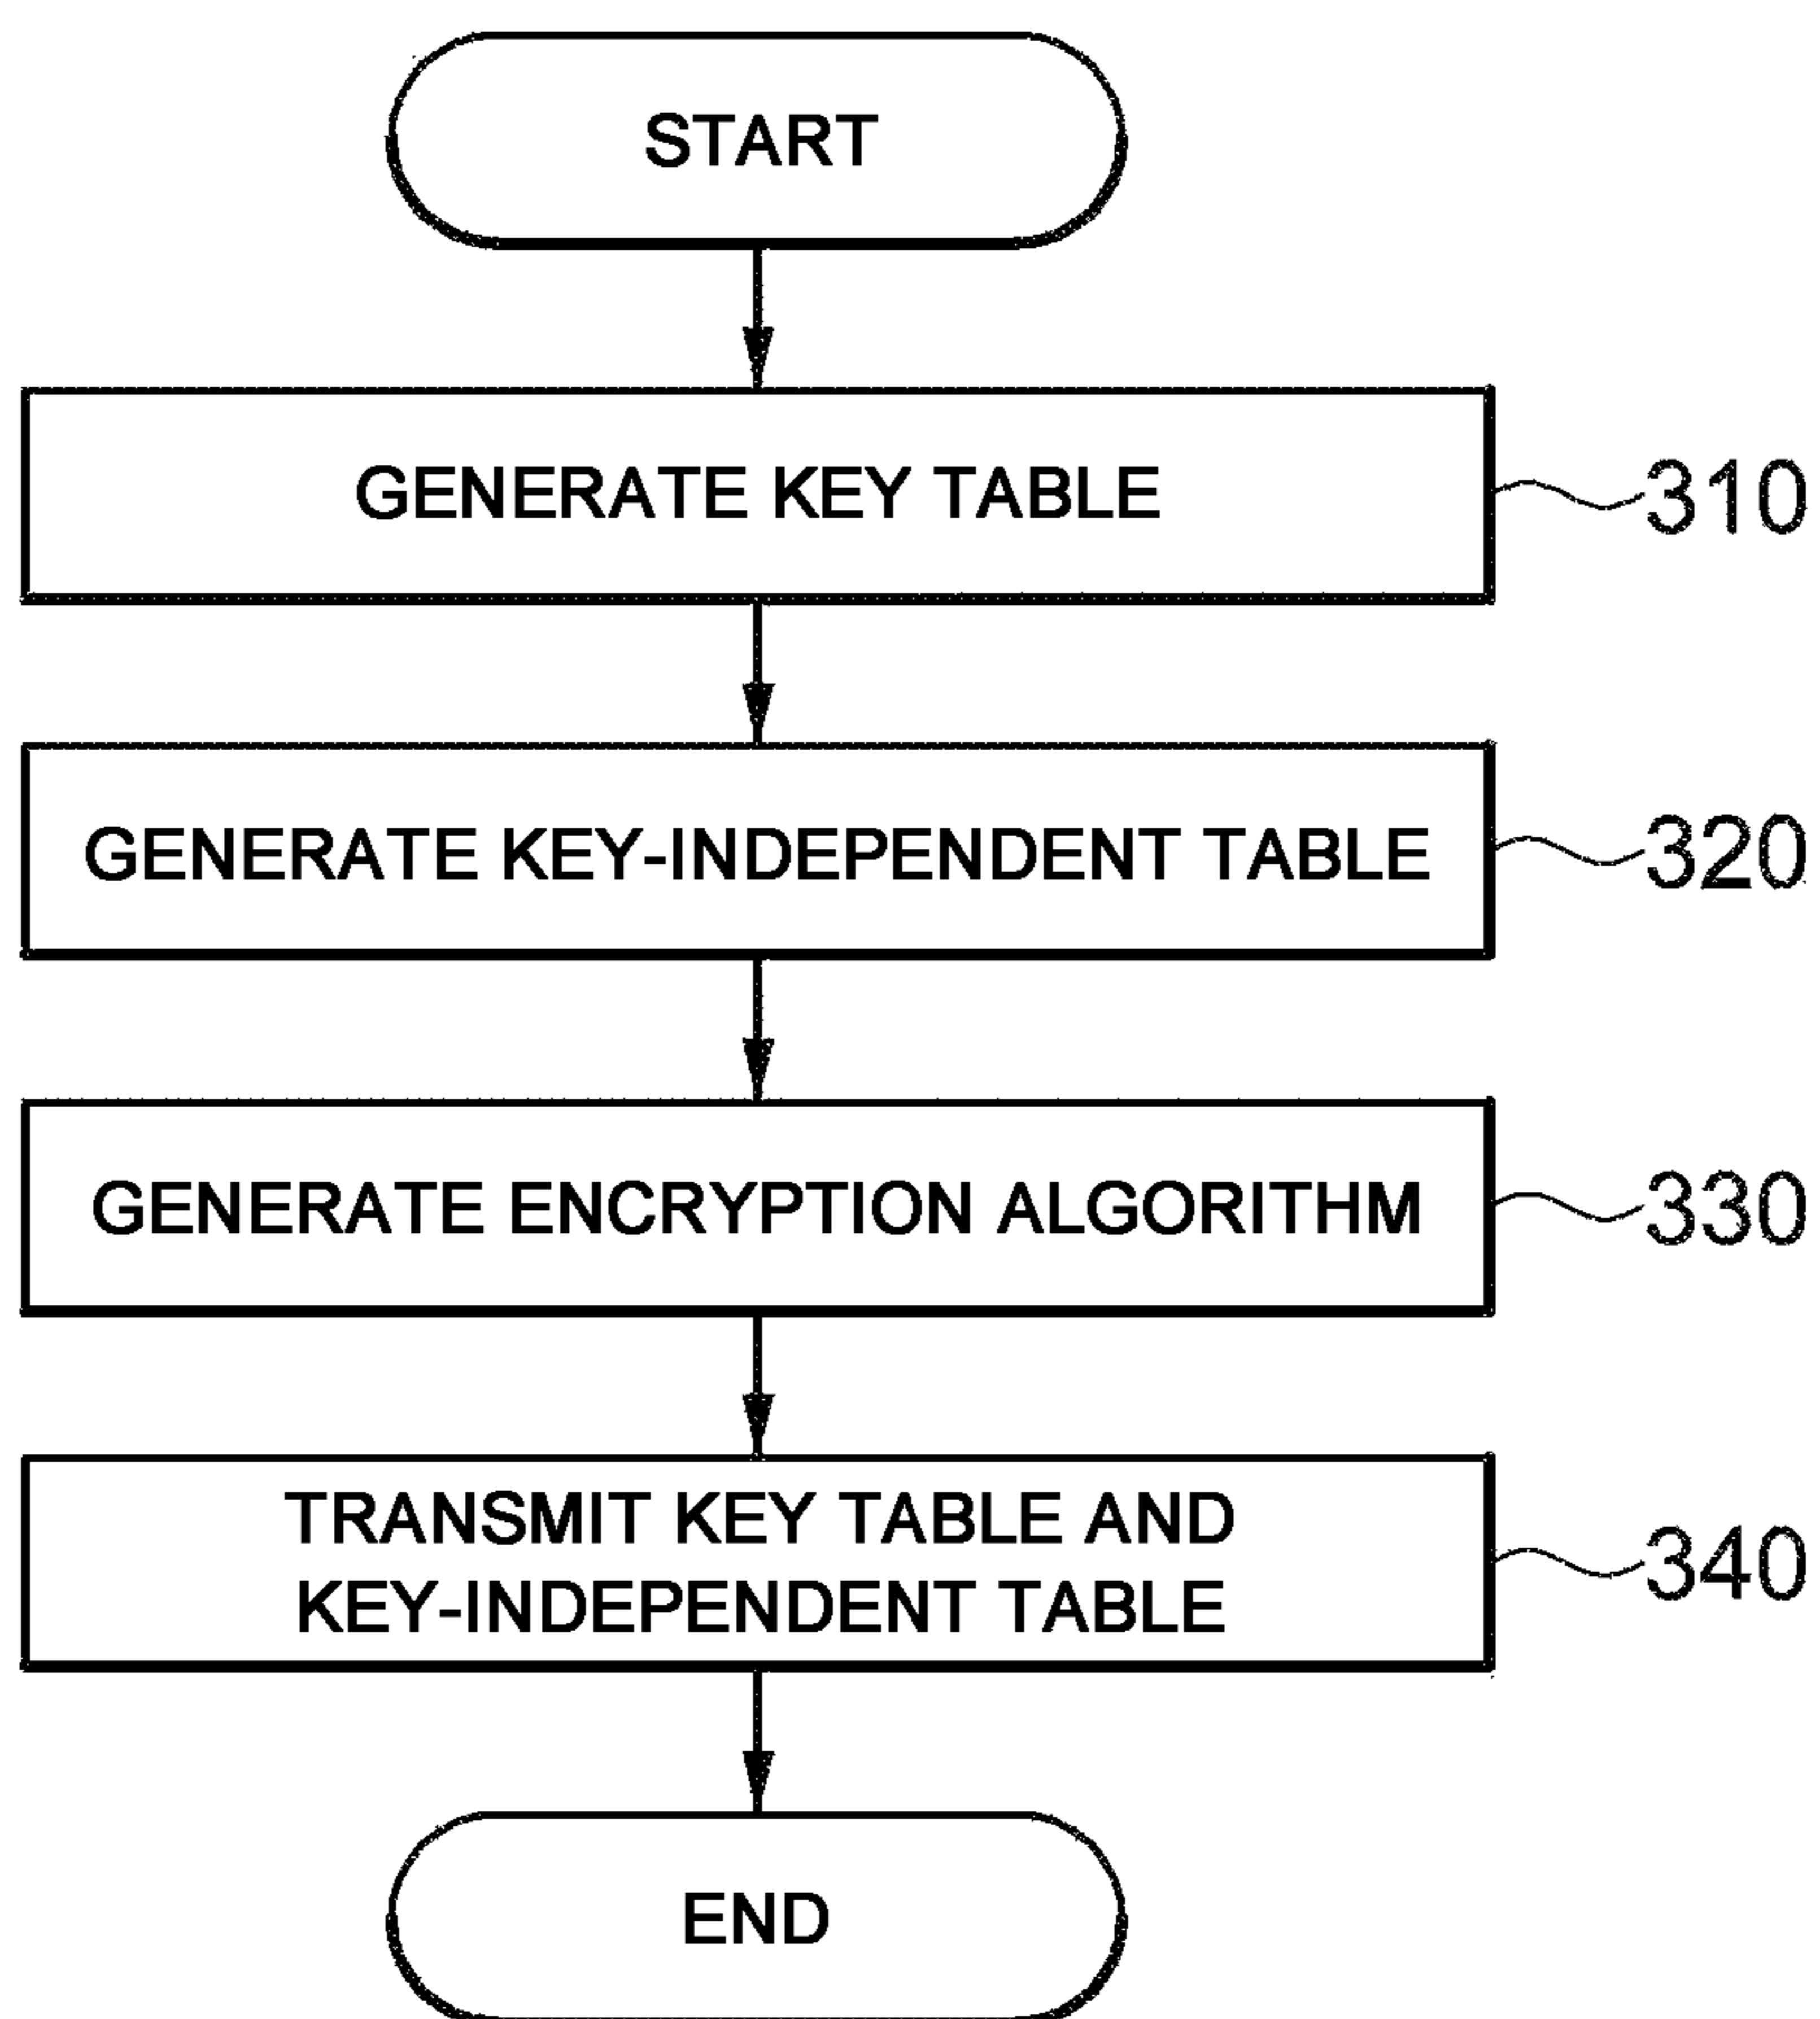 START
GENERATE KEY TABLE
310
GENERATE KEY-INDEPENDENT TABLE
320
GENERATE ENCRYPTION ALGORITHM
330
TRANSMIT KEY TABLE AND
KEY-INDEPENDENT TABLE
340
END